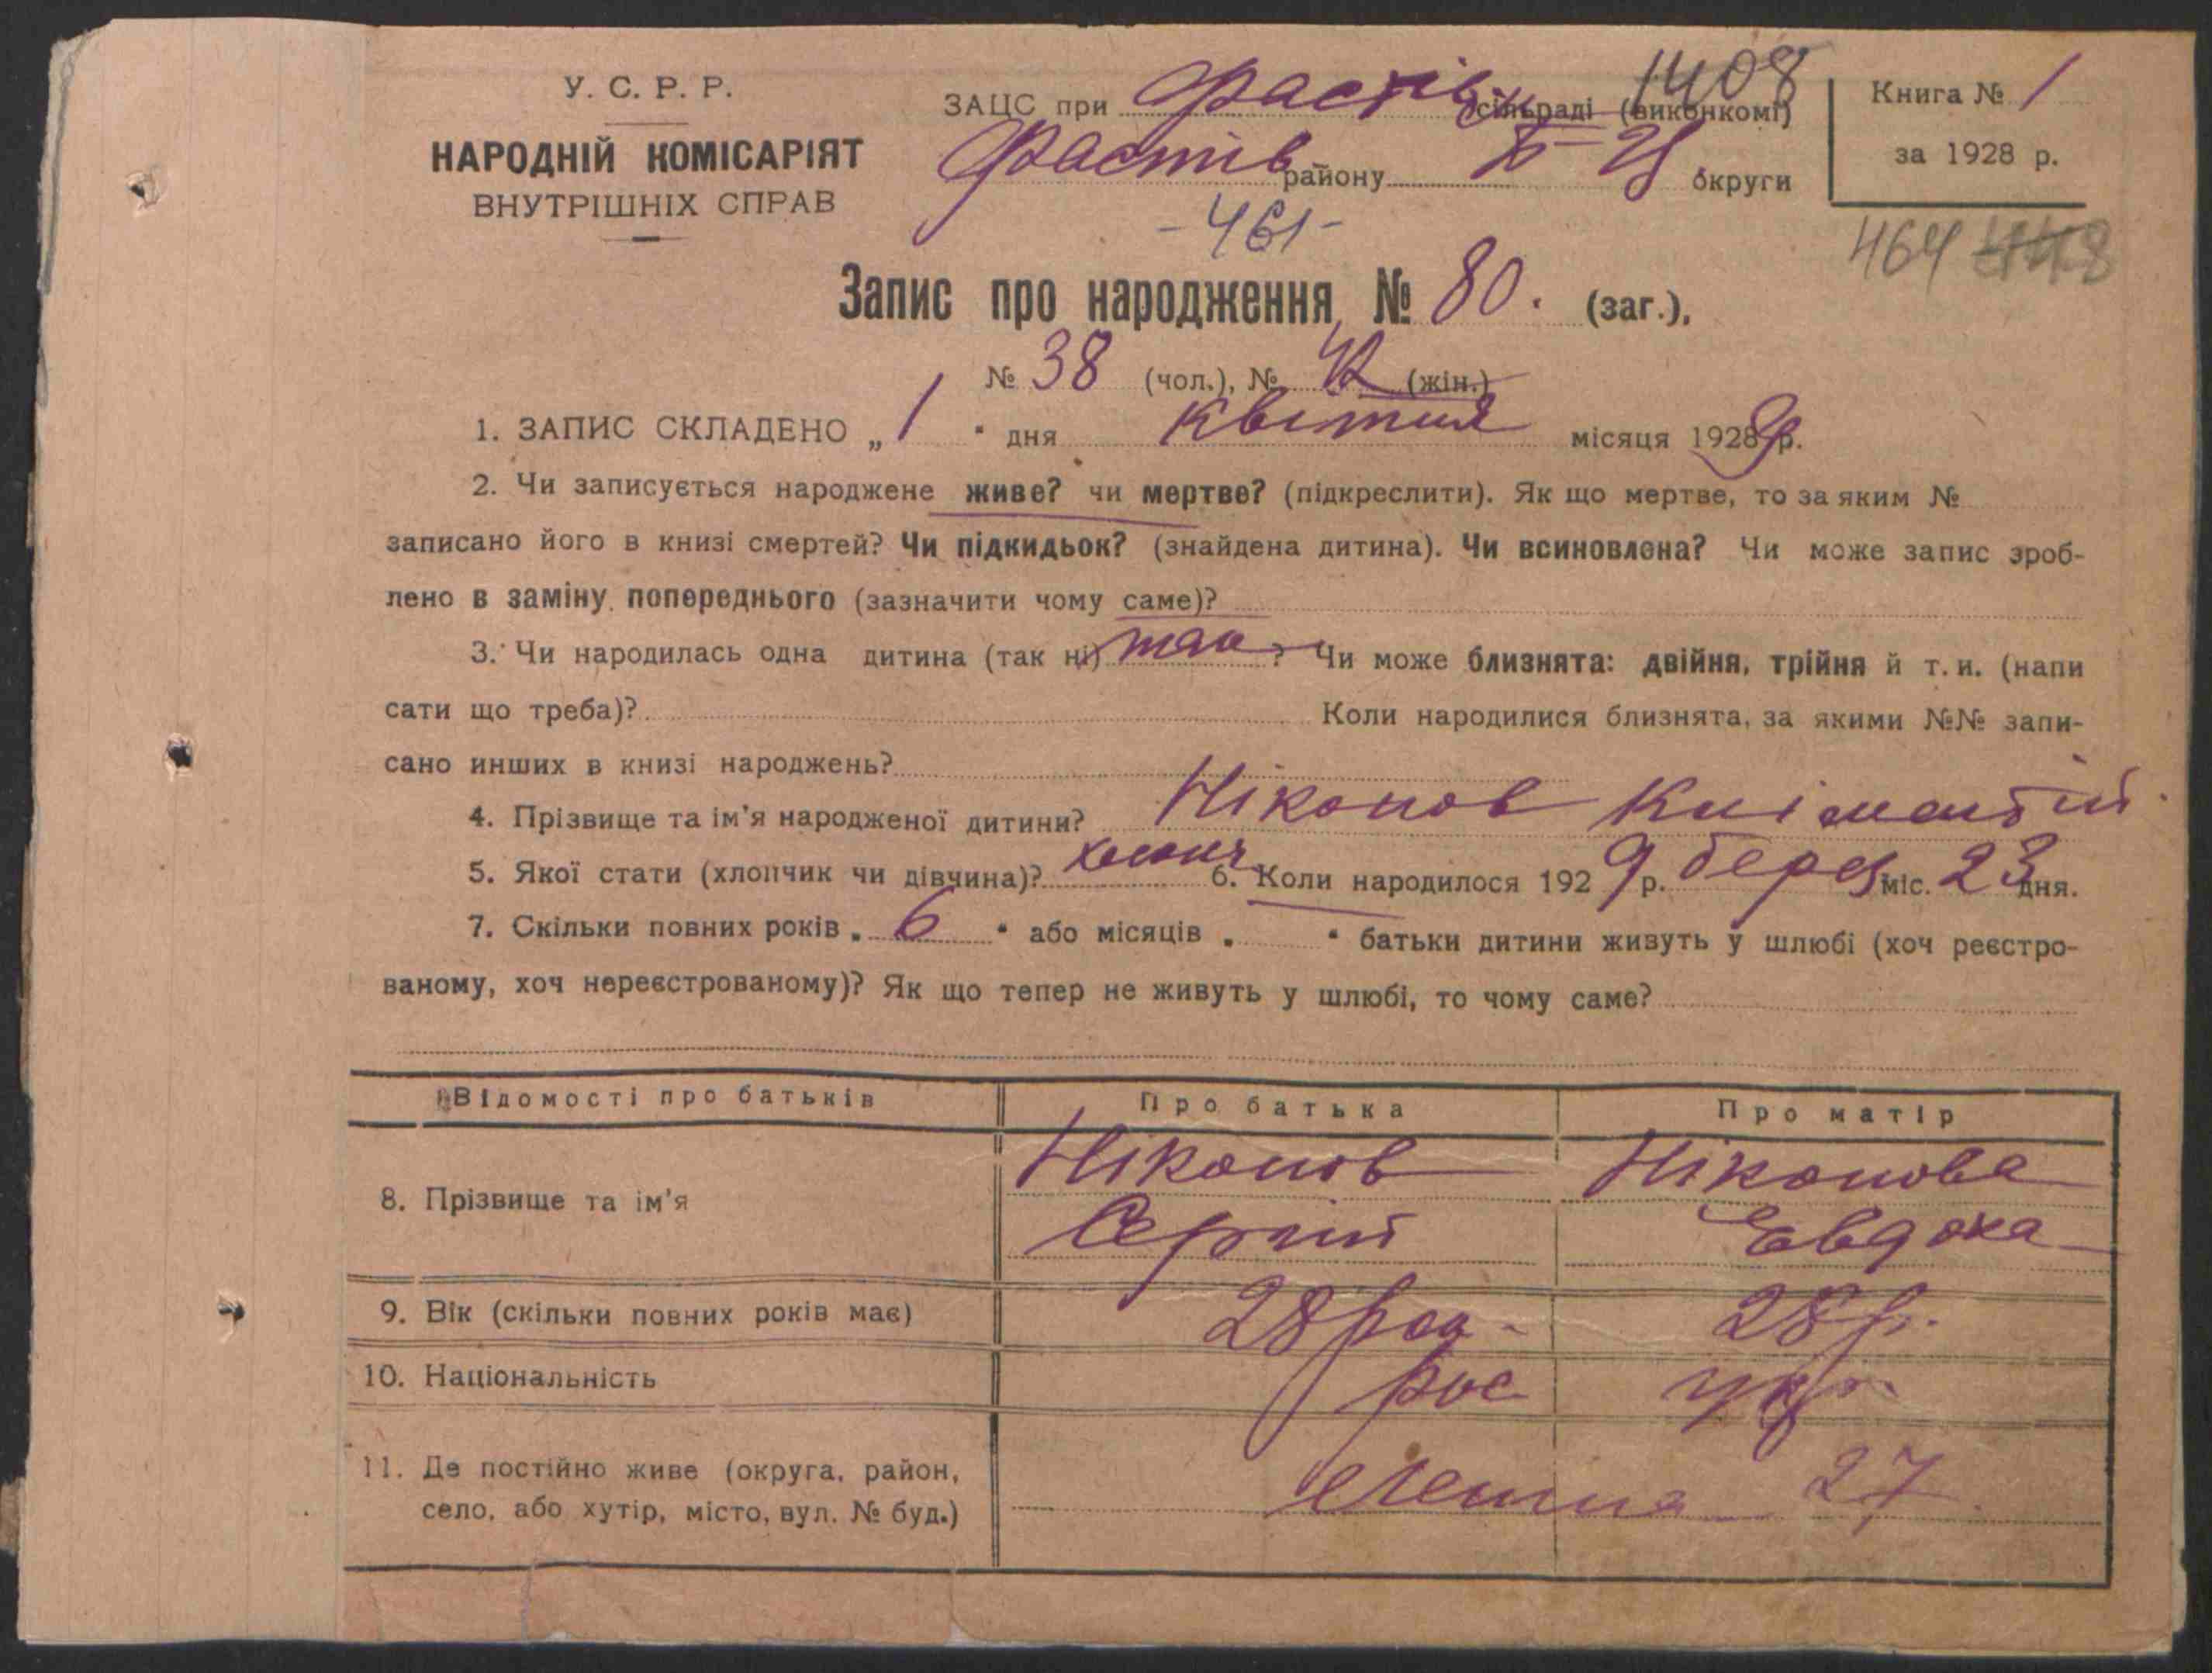 У. С. Р. Р.
НАРОДНІЙ КОМІСАРІЯТ
ВНУТРІШНІХ СПРАВ
ЗАЦС при Фастів сільраді (виконкомі)
1408
Фастів району округи
Книга № 1
за 1928 р.
-461-
464 448
Запис про народження № 80. (заг.),
№ 38 (чол.), № (жін.)
1. ЗАПИС СКЛАДЕНО „ 1 " дня квітня місяця 1928 9 р.
2. Чи записується народжене живе? чи мертве? (підкреслити). Як що мертве, то за яким №
записано його в книзі смертей? Чи підкидьок? (знайдена дитина). Чи всиновлена? Чи може запис зроб-
лено в заміну попереднього (зазначити чому саме)?
3. Чи народилась одна дитина (так ні) так ? Чи може близнята: двійня, трійня й т. и. (напи
сати що треба)? Коли народилися близнята, за якими №№ запи-
сано инших в книзі народжень?
4. Прізвище та ім'я народженої дитини? Ніконов Кліментій
5. Якої стати (хлопчик чи дівчина)? хлопч 6. Коли народилося 192 9 р. берез міс. 23 дня.
7. Скільки повних років „ 6 " або місяців „ " батьки дитини живуть у шлюбі (хоч реєстро-
ваному, хоч нереєстрованому)? Як що тепер не живуть у шлюбі, то чому саме?
Відомості про батьків Про батька Про матір
8. Прізвище та ім'я
Ніконов Ніконова
Сергій Євдока
9. Вік (скільки повних років має) 28 рок 28 р.
10. Національність рос укр.
11. Де постійно живе (округа, район,
село, або хутір, місто, вул. № буд.)
Леніна 27